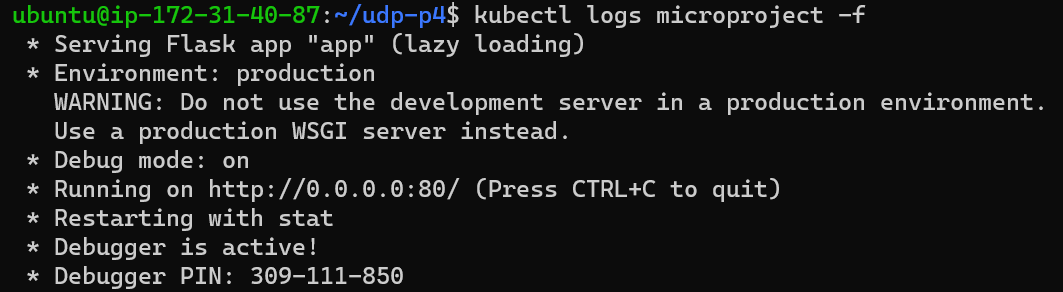 ubuntu@ip-172-31-40-87:~/udp-p4$ kubectl logs microproject -f
* Serving Flask app "app" (lazy loading)
* Environment: production
WARNING: Do not use the development server in a production environment.
Use a production WSGI server instead.
* Debug mode: on
* Running on http://0.0.0.0:80/ (Press CTRL+C to quit)
* Restarting with stat
* Debugger is active!
* Debugger PIN: 309-111-850